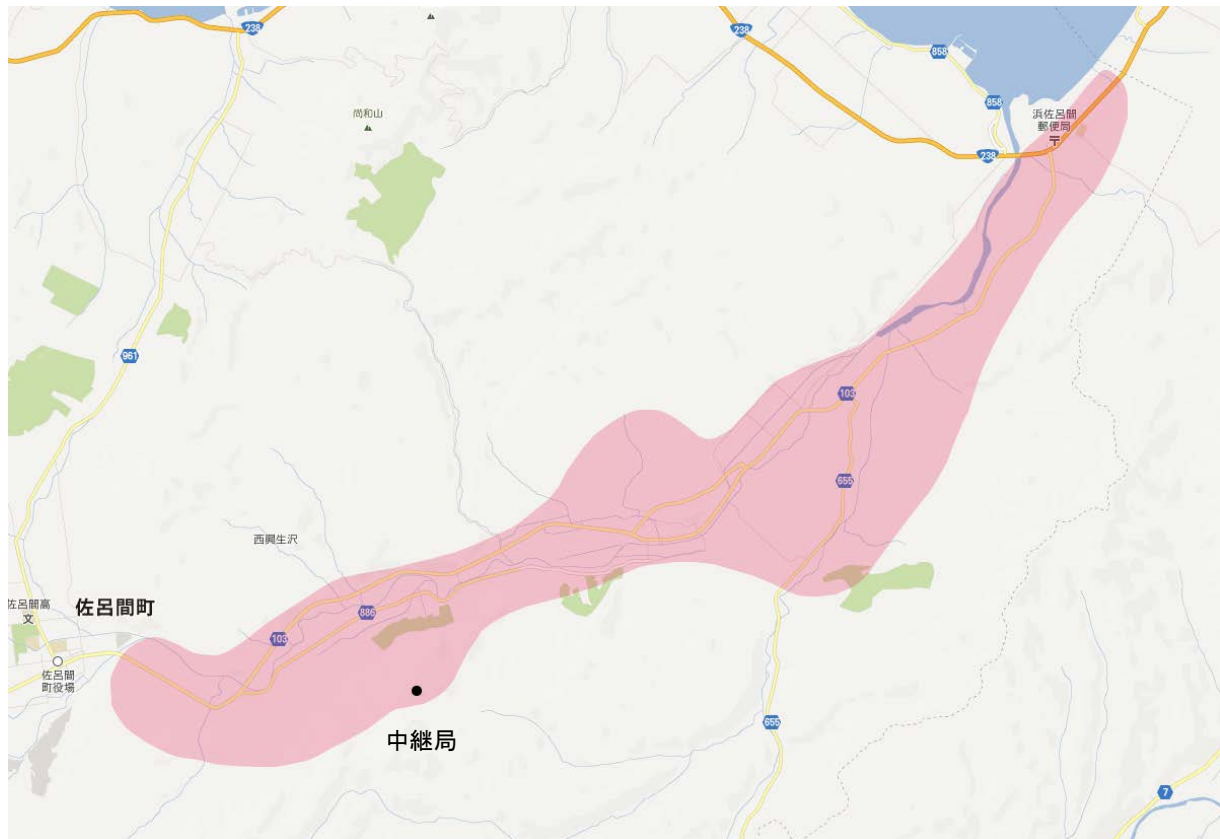 238
238
858
858
尚和山
浜佐呂間
郵便局
238
961
103
655
西興生沢
佐呂間高
文
佐呂間町
886
103
佐呂間
町役場
655
中継局
7